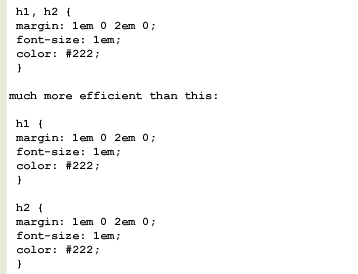 h1, h2 {
margin: 1em 0 2em 0;
font-size: 1em;
color: #222;
}
much more efficient than this:
h1 {
margin: 1em 0 2em 0;
font-size: 1em;
color: #222;
}
h2 {
margin: 1em 0 2em 0;
font-size: 1em;
color: #222;
}